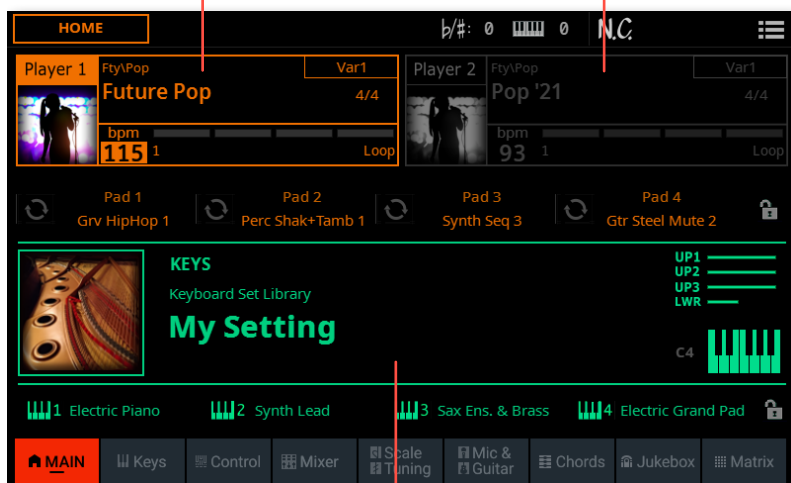 HOME
b/#: 0 0 N.C.
Player 1 Fty\Pop Var1
Future Pop 4/4
bpm
115 1 Loop
Player 2 Fty\Pop Var1
Pop '21 4/4
bpm
93 1 Loop
Pad 1
Grv HipHop 1
Pad 2
Perc Shak+Tamb 1
Pad 3
Synth Seq 3
Pad 4
Gtr Steel Mute 2
KEYS
Keyboard Set Library
My Setting
UP1
UP2
UP3
LWR
C4
1 Electric Piano
2 Synth Lead
3 Sax Ens. & Brass
4 Electric Grand Pad
MAIN
Keys
Control
Mixer
Scale
Tuning
Mic &
Guitar
Chords
Jukebox
Matrix